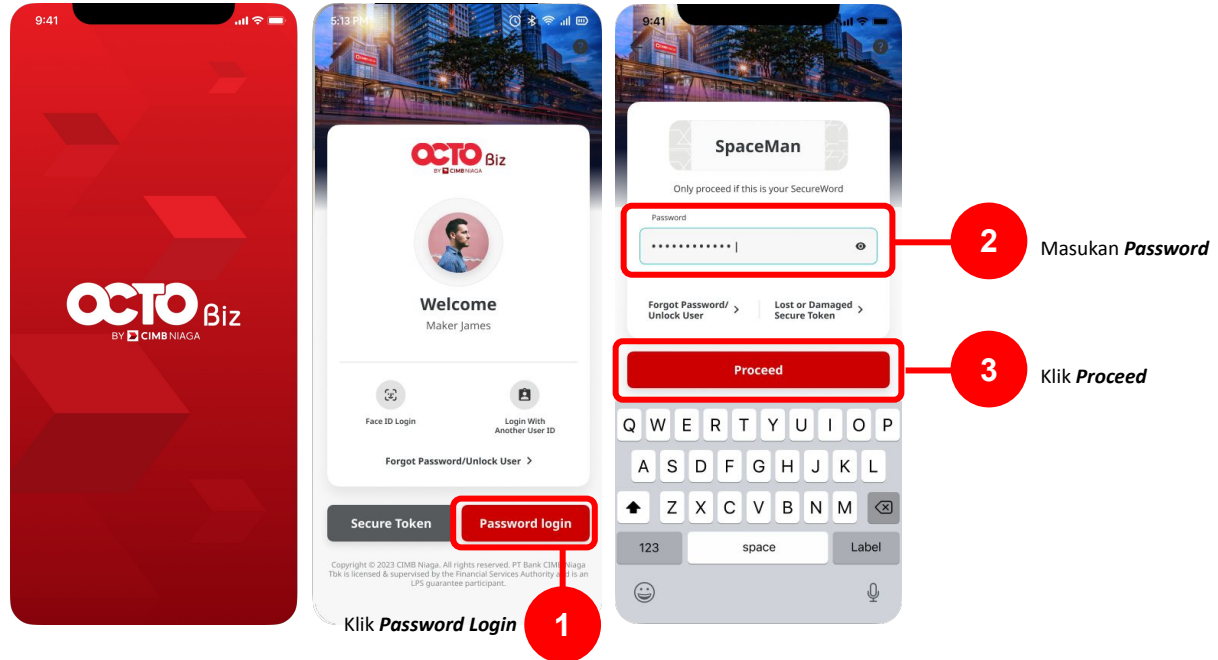 9:41
OCTO Biz
BY CIMB NIAGA
5:13 PM
?
OCTO Biz
BY CIMB NIAGA
Welcome
Maker James
Face ID Login
Login With
Another User ID
Forgot Password/Unlock User >
Secure Token
Password login
Copyright © 2023 CIMB Niaga. All rights reserved. PT Bank CIMB Niaga
Tbk is licensed & supervised by the Financial Services Authority and is an
LPS guarantee participant.
Klik Password Login
1
9:41
?
SpaceMan
Only proceed if this is your SecureWord
Password
Forgot Password/
Unlock User >
Lost or Damaged
Secure Token >
Proceed
Q W E R T Y U I O P
A S D F G H J K L
Z X C V B N M
123
space
Label
2
Masukan Password
3
Klik Proceed